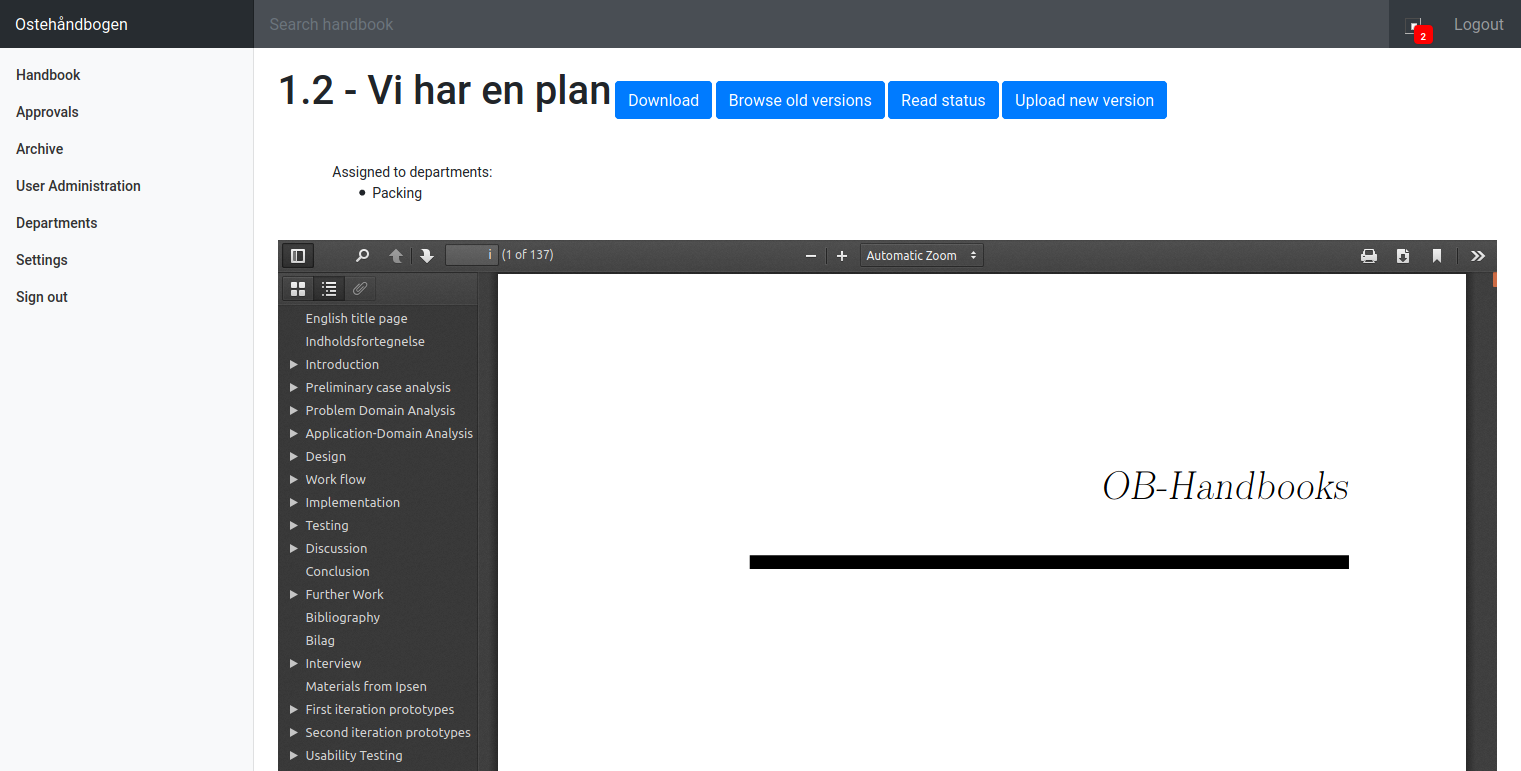 Ostehåndbogen
Search handbook
2
Logout
Handbook
Approvals
Archive
User Administration
Departments
Settings
Sign out
1.2 - Vi har en plan
Download
Browse old versions
Read status
Upload new version
Assigned to departments:
Packing
i (1 of 137)
Automatic Zoom
English title page
Indholdsfortegnelse
Introduction
Preliminary case analysis
Problem Domain Analysis
Application-Domain Analysis
Design
Work flow
Implementation
Testing
Discussion
Conclusion
Further Work
Bibliography
Bilag
Interview
Materials from Ipsen
First iteration prototypes
Second iteration prototypes
Usability Testing
OB-Handbooks